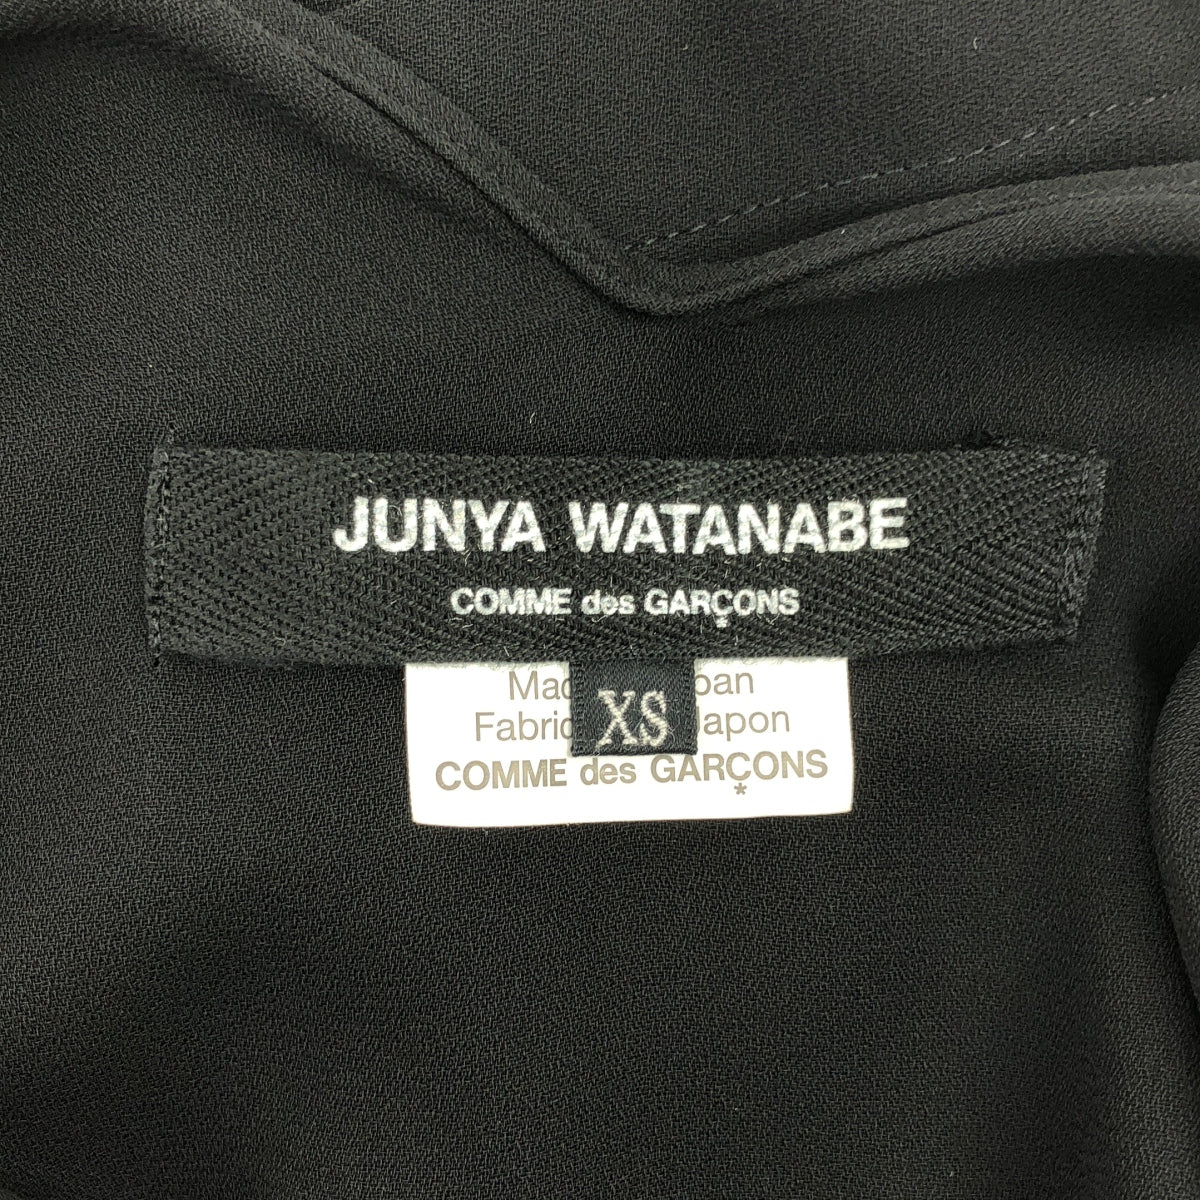 JUNYA WATANABE
COMME des GARÇONS
*
XS
COMME des GARÇONS
*